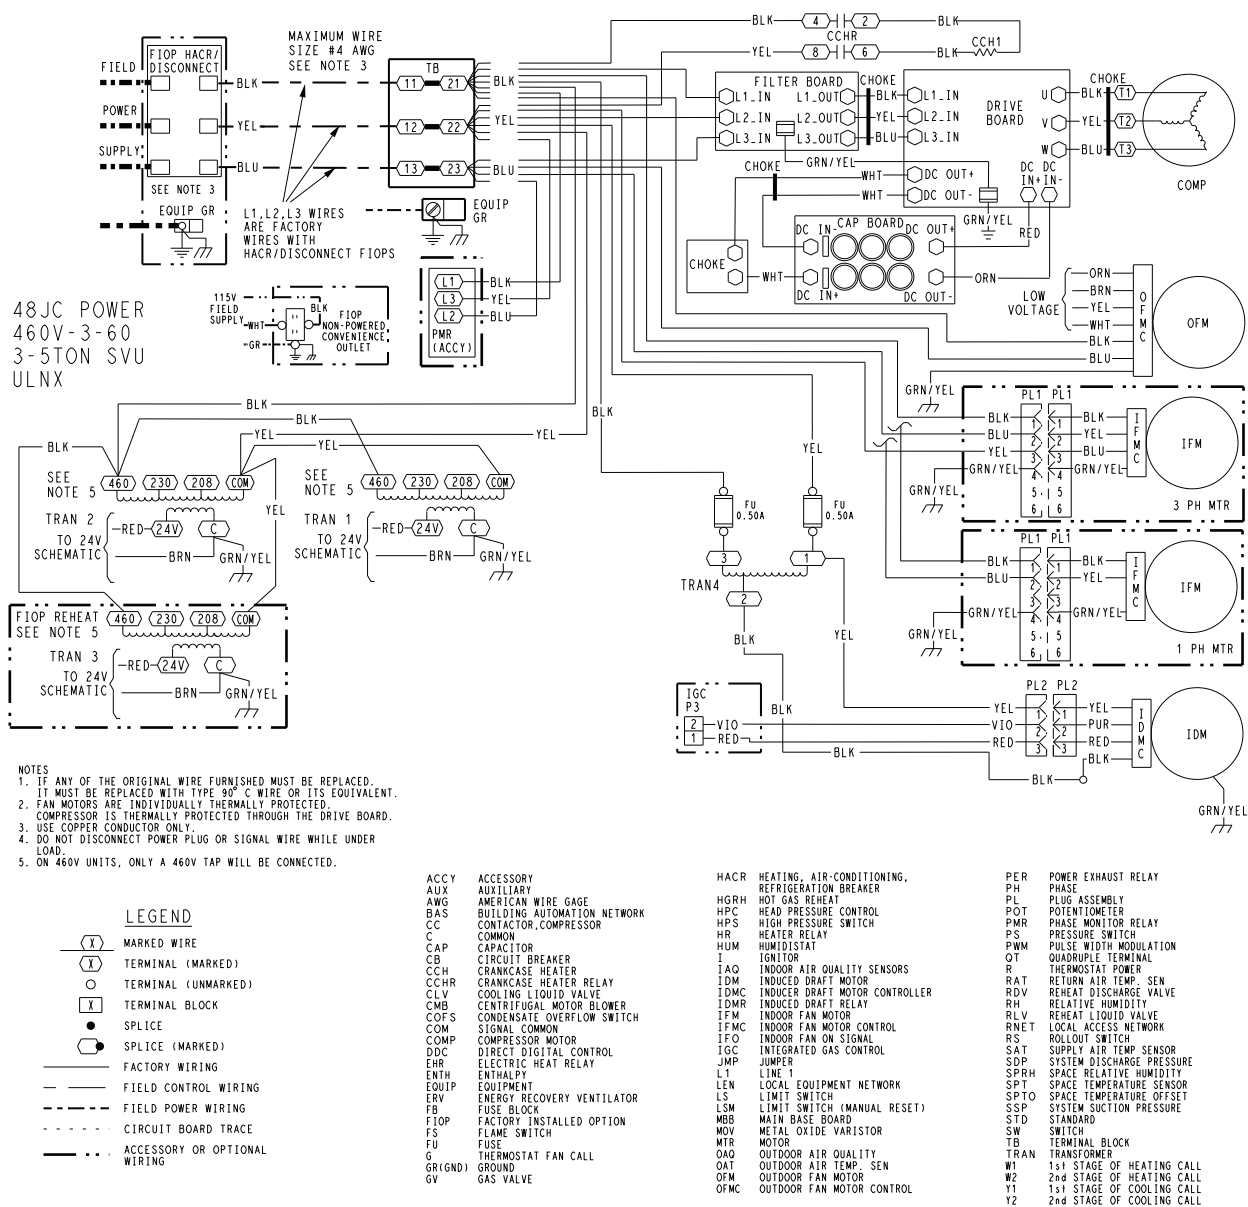 BLK 4 2 BLK
CCHR
YEL 8 6 BLK CCH1
MAXIMUM WIRE
SIZE #4 AWG
SEE NOTE 3
FIOP HACR/
DISCONNECT
FIELD
POWER
SUPPLY
BLK
YEL
BLU
SEE NOTE 3
EQUIP GR
TB
11 21 BLK
12 22 YEL
13 23 BLU
L1,L2,L3 WIRES
ARE FACTORY
WIRES WITH
HACR/DISCONNECT FIOPS
EQUIP
GR
FILTER BOARD
L1_IN L1_OUT
L2_IN L2_OUT
L3_IN L3_OUT
CHOKE
BLK
YEL
BLU
GRN/YEL
L1_IN
L2_IN
L3_IN
DRIVE
BOARD
U
V
W
CHOKE
BLK T1
YEL T2
BLU T3
COMP
CHOKE
WHT DC OUT+
WHT DC OUT-
DC DC
IN+ IN-
GRN/YEL
RED
DC IN- CAP BOARD DC OUT+
CHOKE
WHT
ORN
DC IN+ DC OUT-
L1 BLK
L3 YEL
L2 BLU
PMR
(ACCY)
115V
FIELD
SUPPLY
WHT
GR
BLK
FIOP
NON-POWERED
CONVENIENCE
OUTLET
48JC POWER
460V-3-60
3-5TON SVU
ULNX
LOW
VOLTAGE
ORN
BRN
YEL
WHT
BLK
BLU
OFMC
OFM
GRN/YEL
PL1 PL1
BLK 1 1 BLK
BLU 2 2 YEL
YEL 3 3 BLU
GRN/YEL 4 4 GRN/YEL
5 5
6 6
IFMC
IFM
GRN/YEL
3 PH MTR
PL1 PL1
BLK 1 1 BLK
BLU 2 2 YEL
3 3
GRN/YEL 4 4 GRN/YEL
5 5
6 6
IFMC
IFM
GRN/YEL
1 PH MTR
BLK
BLK
BLK
YEL
YEL
YEL
BLK
BLK
YEL
SEE
NOTE 5
460 230 208 COM
TRAN 2
TO 24V
SCHEMATIC
RED 24V C
BRN
GRN/YEL
YEL
SEE
NOTE 5
460 230 208 COM
TRAN 1
TO 24V
SCHEMATIC
RED 24V C
BRN
GRN/YEL
FIOP REHEAT
SEE NOTE 5
460 230 208 COM
TRAN 3
TO 24V
SCHEMATIC
RED 24V C
BRN
GRN/YEL
FU
0.50A
FU
0.50A
3 1
TRAN4
2
BLK
YEL
IGC
P3
2 VIO
1 RED
BLK
BLK
PL2 PL2
YEL 1 1 YEL
VIO 2 2 PUR
RED 3 3 RED
BLK
BLK
IDMC
IDM
GRN/YEL
NOTES
1. IF ANY OF THE ORIGINAL WIRE FURNISHED MUST BE REPLACED,
IT MUST BE REPLACED WITH TYPE 90° C WIRE OR ITS EQUIVALENT.
2. FAN MOTORS ARE INDIVIDUALLY THERMALLY PROTECTED.
COMPRESSOR IS THERMALLY PROTECTED THROUGH THE DRIVE BOARD.
3. USE COPPER CONDUCTOR ONLY.
4. DO NOT DISCONNECT POWER PLUG OR SIGNAL WIRE WHILE UNDER
LOAD.
5. ON 460V UNITS, ONLY A 460V TAP WILL BE CONNECTED.
LEGEND
X MARKED WIRE
X TERMINAL (MARKED)
TERMINAL (UNMARKED)
X TERMINAL BLOCK
SPLICE
SPLICE (MARKED)
FACTORY WIRING
FIELD CONTROL WIRING
FIELD POWER WIRING
CIRCUIT BOARD TRACE
ACCESSORY OR OPTIONAL
WIRING
ACCY ACCESSORY
AUX AUXILIARY
AWG AMERICAN WIRE GAGE
BAS BUILDING AUTOMATION NETWORK
CC CONTACTOR,COMPRESSOR
C COMMON
CAP CAPACITOR
CB CIRCUIT BREAKER
CCH CRANKCASE HEATER
CCHR CRANKCASE HEATER RELAY
CLV COOLING LIQUID VALVE
CMB CENTRIFUGAL MOTOR BLOWER
COFS CONDENSATE OVERFLOW SWITCH
COM SIGNAL COMMON
COMP COMPRESSOR MOTOR
DDC DIRECT DIGITAL CONTROL
EHR ELECTRIC HEAT RELAY
ENTH ENTHALPY
EQUIP EQUIPMENT
ERV ENERGY RECOVERY VENTILATOR
FB FUSE BLOCK
FIOP FACTORY INSTALLED OPTION
FS FLAME SWITCH
FU FUSE
G THERMOSTAT FAN CALL
GR(GND) GROUND
GV GAS VALVE
HACR HEATING, AIR-CONDITIONING,
REFRIGERATION BREAKER
HGRH HOT GAS REHEAT
HPC HEAD PRESSURE CONTROL
HPS HIGH PRESSURE SWITCH
HR HEATER RELAY
HUM HUMIDISTAT
I IGNITOR
IAQ INDOOR AIR QUALITY SENSORS
IDM INDUCED DRAFT MOTOR
IDMC INDUCER DRAFT MOTOR CONTROLLER
IDMR INDUCED DRAFT RELAY
IFM INDOOR FAN MOTOR
IFMC INDOOR FAN MOTOR CONTROL
IFO INDOOR FAN ON SIGNAL
IGC INTEGRATED GAS CONTROL
JMP JUMPER
L1 LINE 1
LEN LOCAL EQUIPMENT NETWORK
LS LIMIT SWITCH
LSM LIMIT SWITCH (MANUAL RESET)
MBB MAIN BASE BOARD
MOV METAL OXIDE VARISTOR
MTR MOTOR
OAQ OUTDOOR AIR QUALITY
OAT OUTDOOR AIR TEMP. SEN
OFM OUTDOOR FAN MOTOR
OFMC OUTDOOR FAN MOTOR CONTROL
PER POWER EXHAUST RELAY
PH PHASE
PL PLUG ASSEMBLY
POT POTENTIOMETER
PMR PHASE MONITOR RELAY
PS PRESSURE SWITCH
PWM PULSE WIDTH MODULATION
QT QUADRUPLE TERMINAL
R THERMOSTAT POWER
RAT RETURN AIR TEMP. SEN
RDV REHEAT DISCHARGE VALVE
RH RELATIVE HUMIDITY
RLV REHEAT LIQUID VALVE
RNET LOCAL ACCESS NETWORK
RS ROLLOUT SWITCH
SAT SUPPLY AIR TEMP SENSOR
SDP SYSTEM DISCHARGE PRESSURE
SPRH SPACE RELATIVE HUMIDITY
SPT SPACE TEMPERATURE SENSOR
SPTO SPACE TEMPERATURE OFFSET
SSP SYSTEM SUCTION PRESSURE
STD STANDARD
SW SWITCH
TB TERMINAL BLOCK
TRAN TRANSFORMER
W1 1st STAGE OF HEATING CALL
W2 2nd STAGE OF HEATING CALL
Y1 1st STAGE OF COOLING CALL
Y2 2nd STAGE OF COOLING CALL